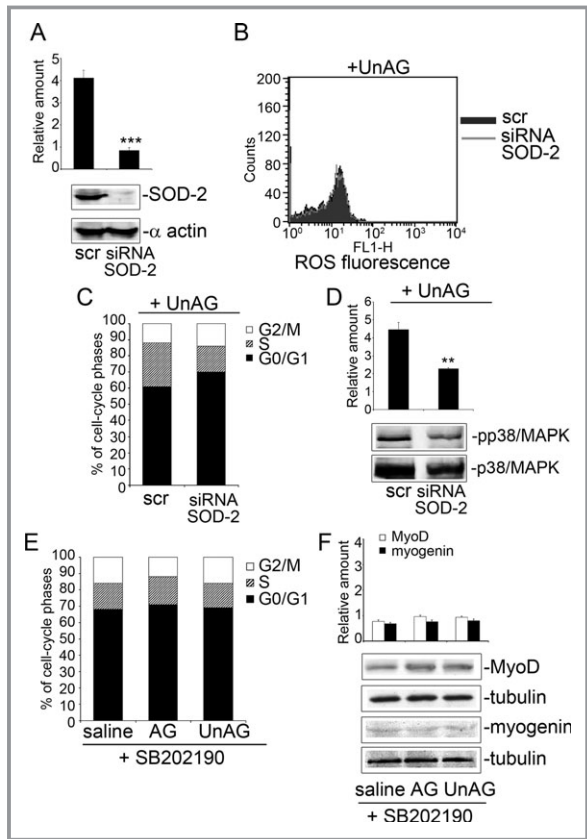 A
Relative amount
5
4
3
2
1
0
***
-SOD-2
-α actin
scr siRNA
SOD-2
B
+UnAG
Counts
200
160
120
80
40
0
10⁰ 10¹ 10² 10³ 10⁴
FL1-H
ROS fluorescence
scr
siRNA
SOD-2
C
+ UnAG
% of cell-cycle phases
100
90
80
70
60
50
40
30
20
10
0
G2/M
S
G0/G1
scr siRNA
SOD-2
D
+ UnAG
Relative amount
6
5
4
3
2
1
0
**
-pp38/MAPK
-p38/MAPK
scr siRNA
SOD-2
E
% of cell-cycle phases
100
90
80
70
60
50
40
30
20
10
0
G2/M
S
G0/G1
saline AG UnAG
+ SB202190
F
MyoD
myogenin
Relative amount
4
3
2
1
0
-MyoD
-tubulin
-myogenin
-tubulin
saline AG UnAG
+ SB202190